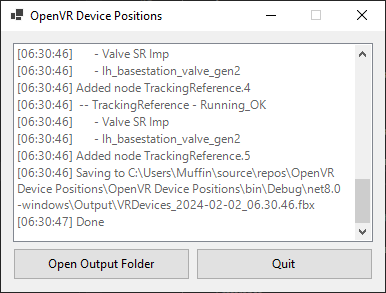 OpenVR Device Positions
[06:30:46]      - Valve SR Imp
[06:30:46]      - lh_basestation_valve_gen2
[06:30:46] Added node TrackingReference.4
[06:30:46]  -- TrackingReference - Running_OK
[06:30:46]      - Valve SR Imp
[06:30:46]      - lh_basestation_valve_gen2
[06:30:46] Added node TrackingReference.5
[06:30:46] Saving to C:\Users\Muffin\source\repos\OpenVR
Device Positions\OpenVR Device Positions\bin\Debug\net8.0
-windows\Output\VRDevices_2024-02-02_06.30.46.fbx
[06:30:47] Done
Open Output Folder
Quit